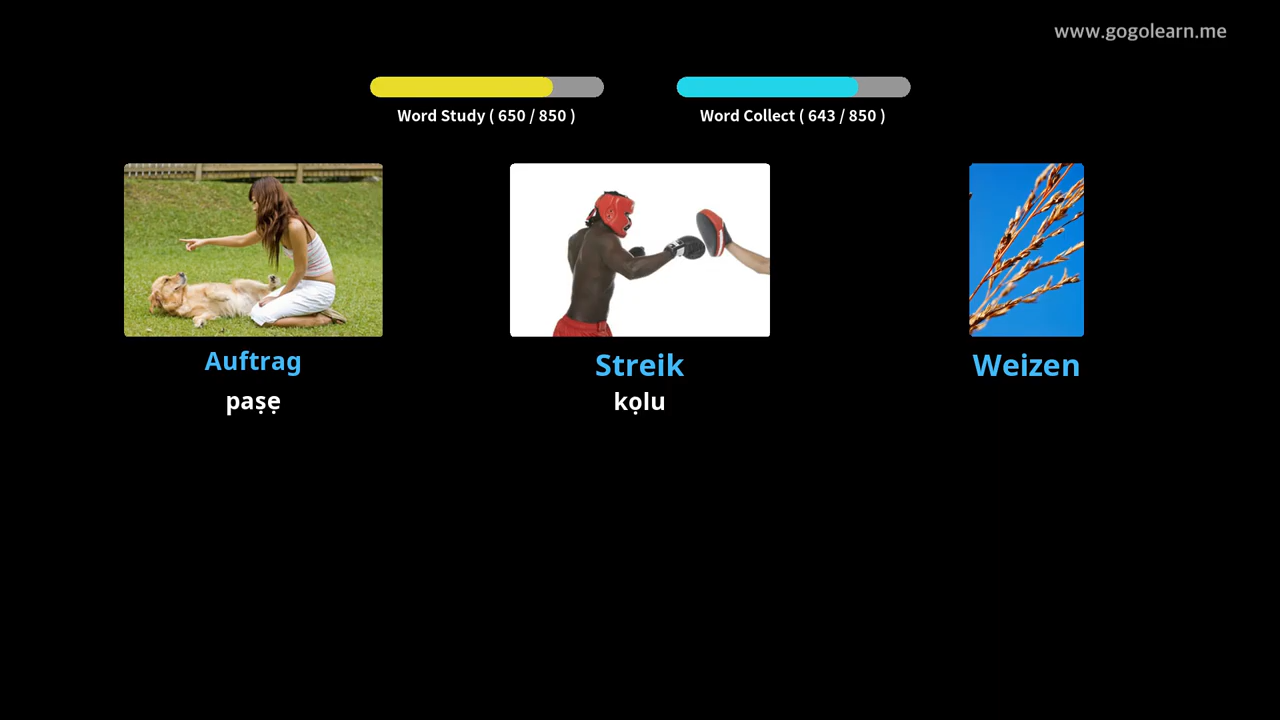 www.gogolearn.me
Word Study ( 650 / 850 )
Word Collect ( 643 / 850 )
Auftrag
Streik
Weizen
paṣẹ
kọlu